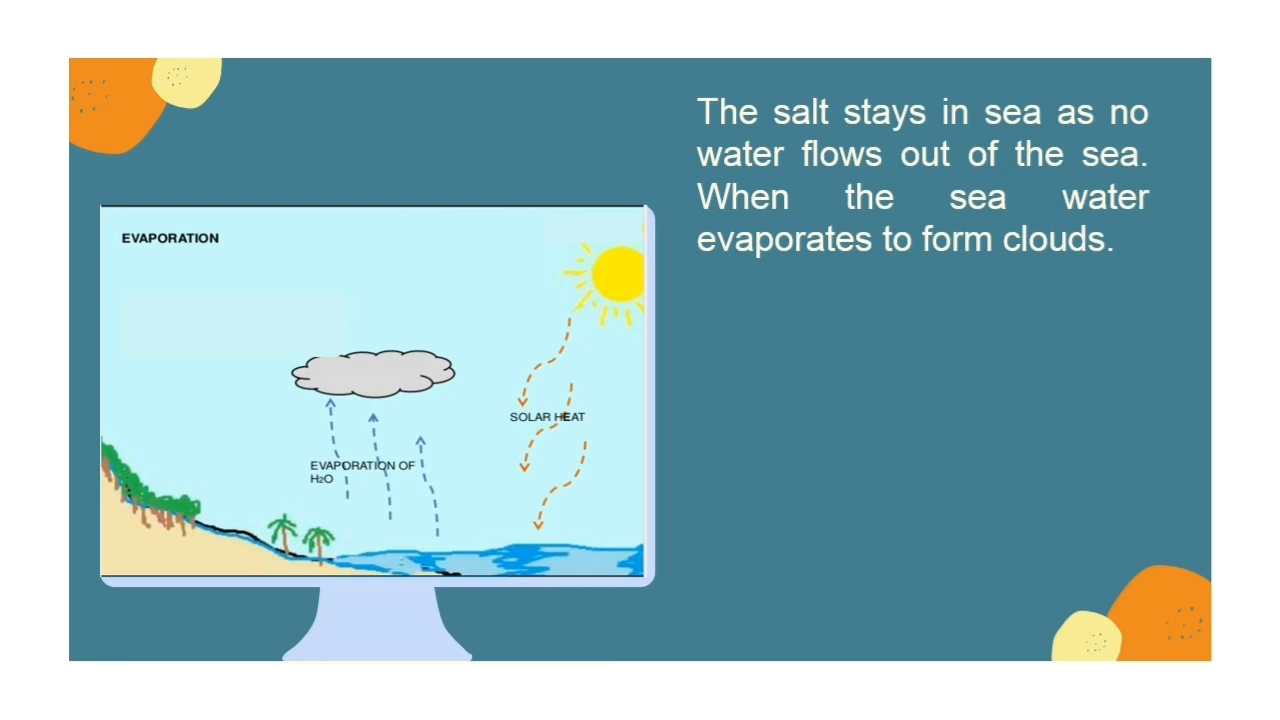 The salt stays in sea as no
water flows out of the sea.
When the sea water
evaporates to form clouds.
EVAPORATION
SOLAR HEAT
EVAPORATION OF
H2O